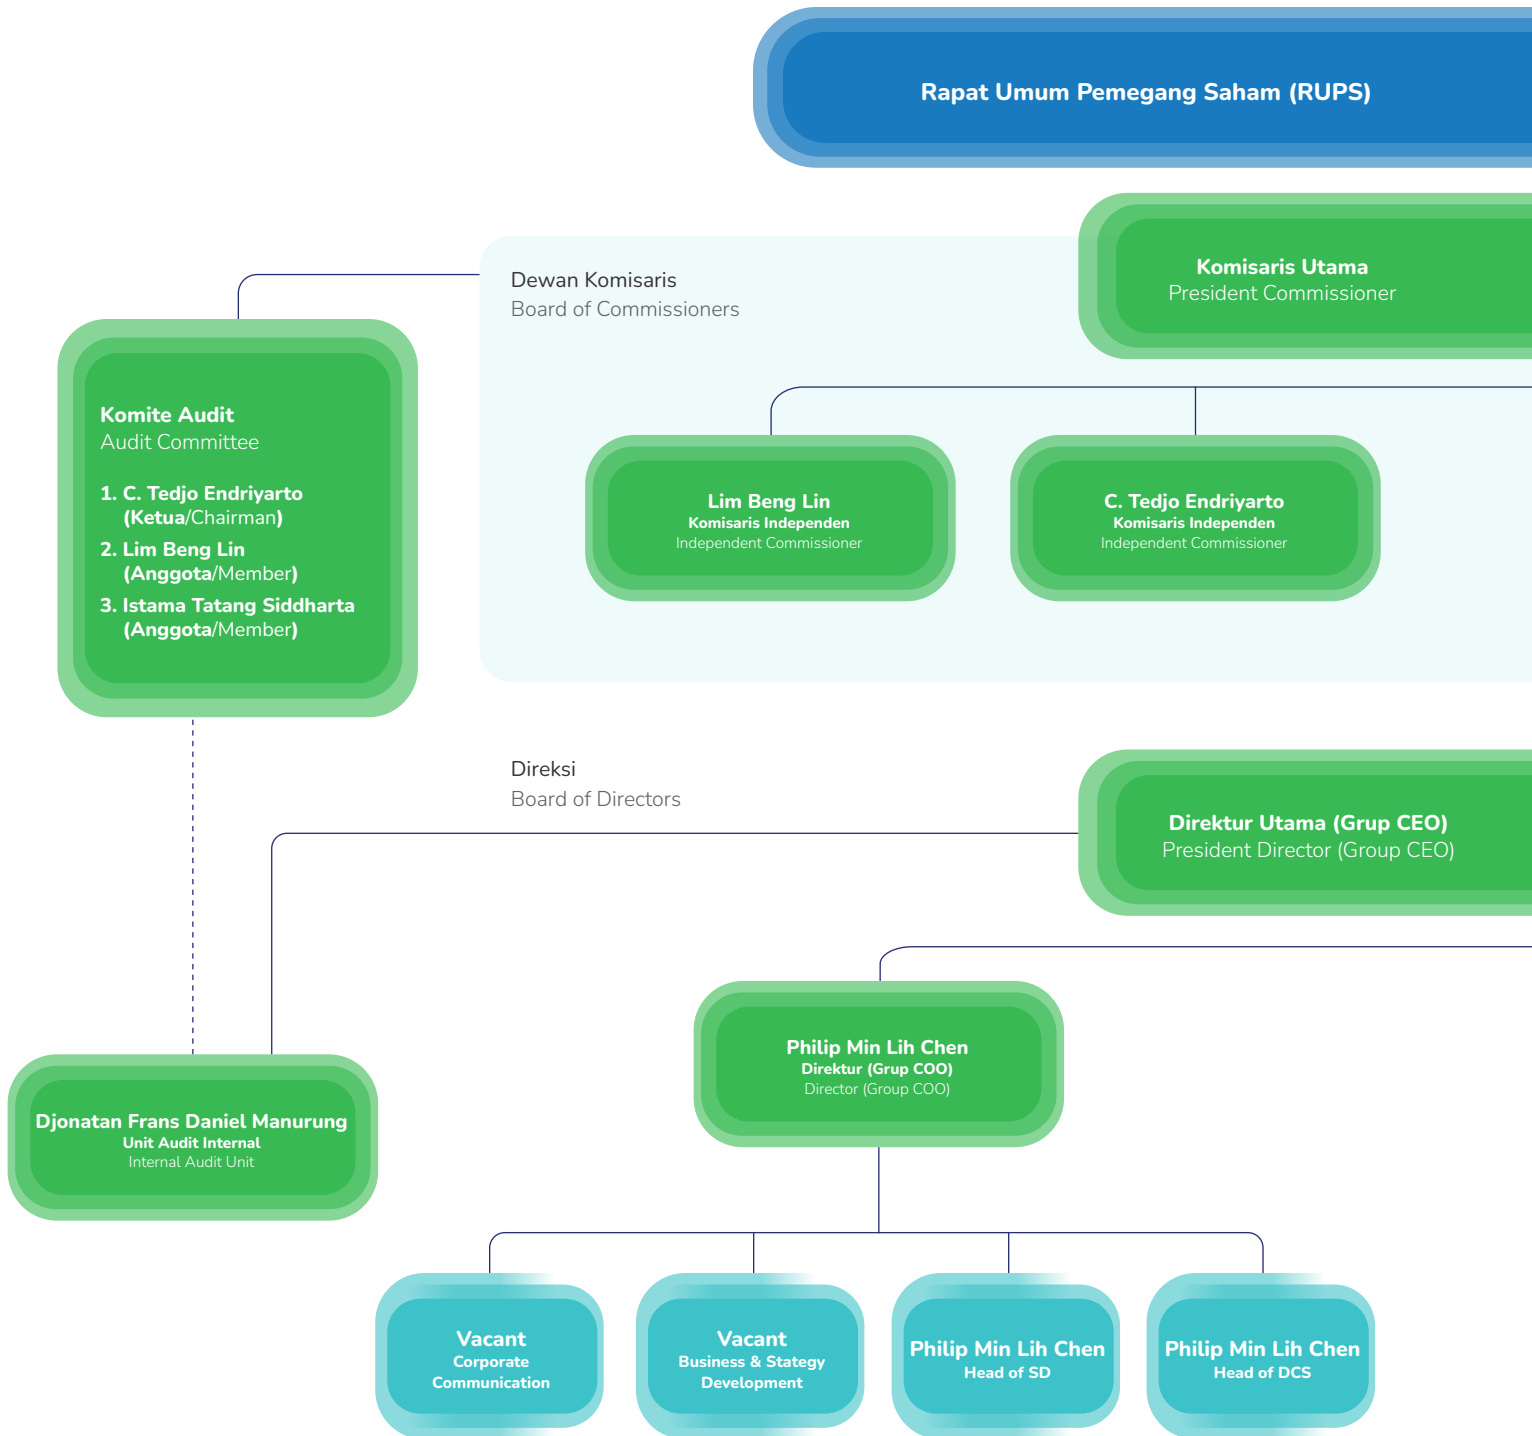 Rapat Umum Pemegang Saham (RUPS)
Komisaris Utama
President Commissioner
Dewan Komisaris
Board of Commissioners
Komite Audit
Audit Committee
1. C. Tedjo Endriyarto
(Ketua/Chairman)
2. Lim Beng Lin
(Anggota/Member)
3. Istama Tatang Siddharta
(Anggota/Member)
Lim Beng Lin
Komisaris Independen
Independent Commissioner
C. Tedjo Endriyarto
Komisaris Independen
Independent Commissioner
Direksi
Board of Directors
Direktur Utama (Grup CEO)
President Director (Group CEO)
Philip Min Lih Chen
Direktur (Grup COO)
Director (Group COO)
Djonatan Frans Daniel Manurung
Unit Audit Internal
Internal Audit Unit
Vacant
Corporate
Communication
Vacant
Business & Stategy
Development
Philip Min Lih Chen
Head of SD
Philip Min Lih Chen
Head of DCS